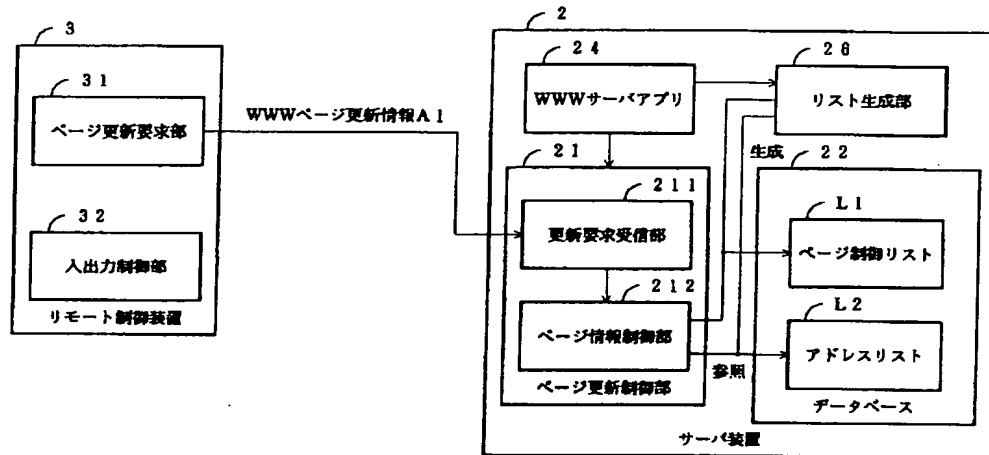 3
31
ページ更新要求部
32
入出力制御部
リモート制御装置
WWWページ更新情報A1
2
24
WWWサーバアプリ
26
リスト生成部
生成
21
211
更新要求受信部
212
ページ情報制御部
ページ更新制御部
参照
22
L1
ページ制御リスト
L2
アドレスリスト
データベース
サーバ装置